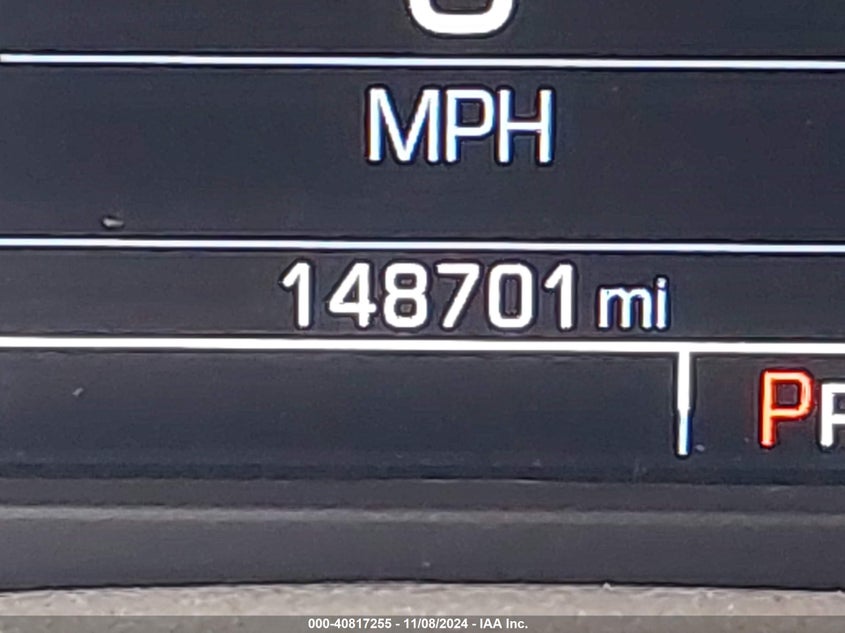 MPH
148701 mi
P
000-40817255 - 11/08/2024 - IAA Inc.